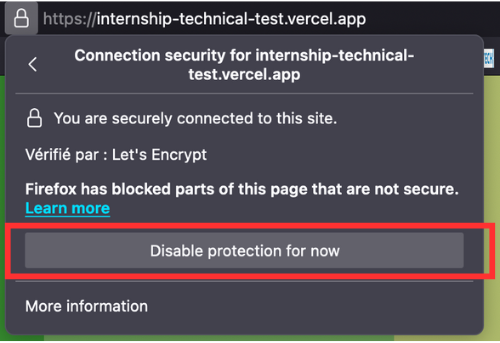 https://internship-technical-test.vercel.app
Connection security for internship-technical-
test.vercel.app
You are securely connected to this site.
Vérifié par : Let's Encrypt
Firefox has blocked parts of this page that are not secure.
Learn more
Disable protection for now
More information